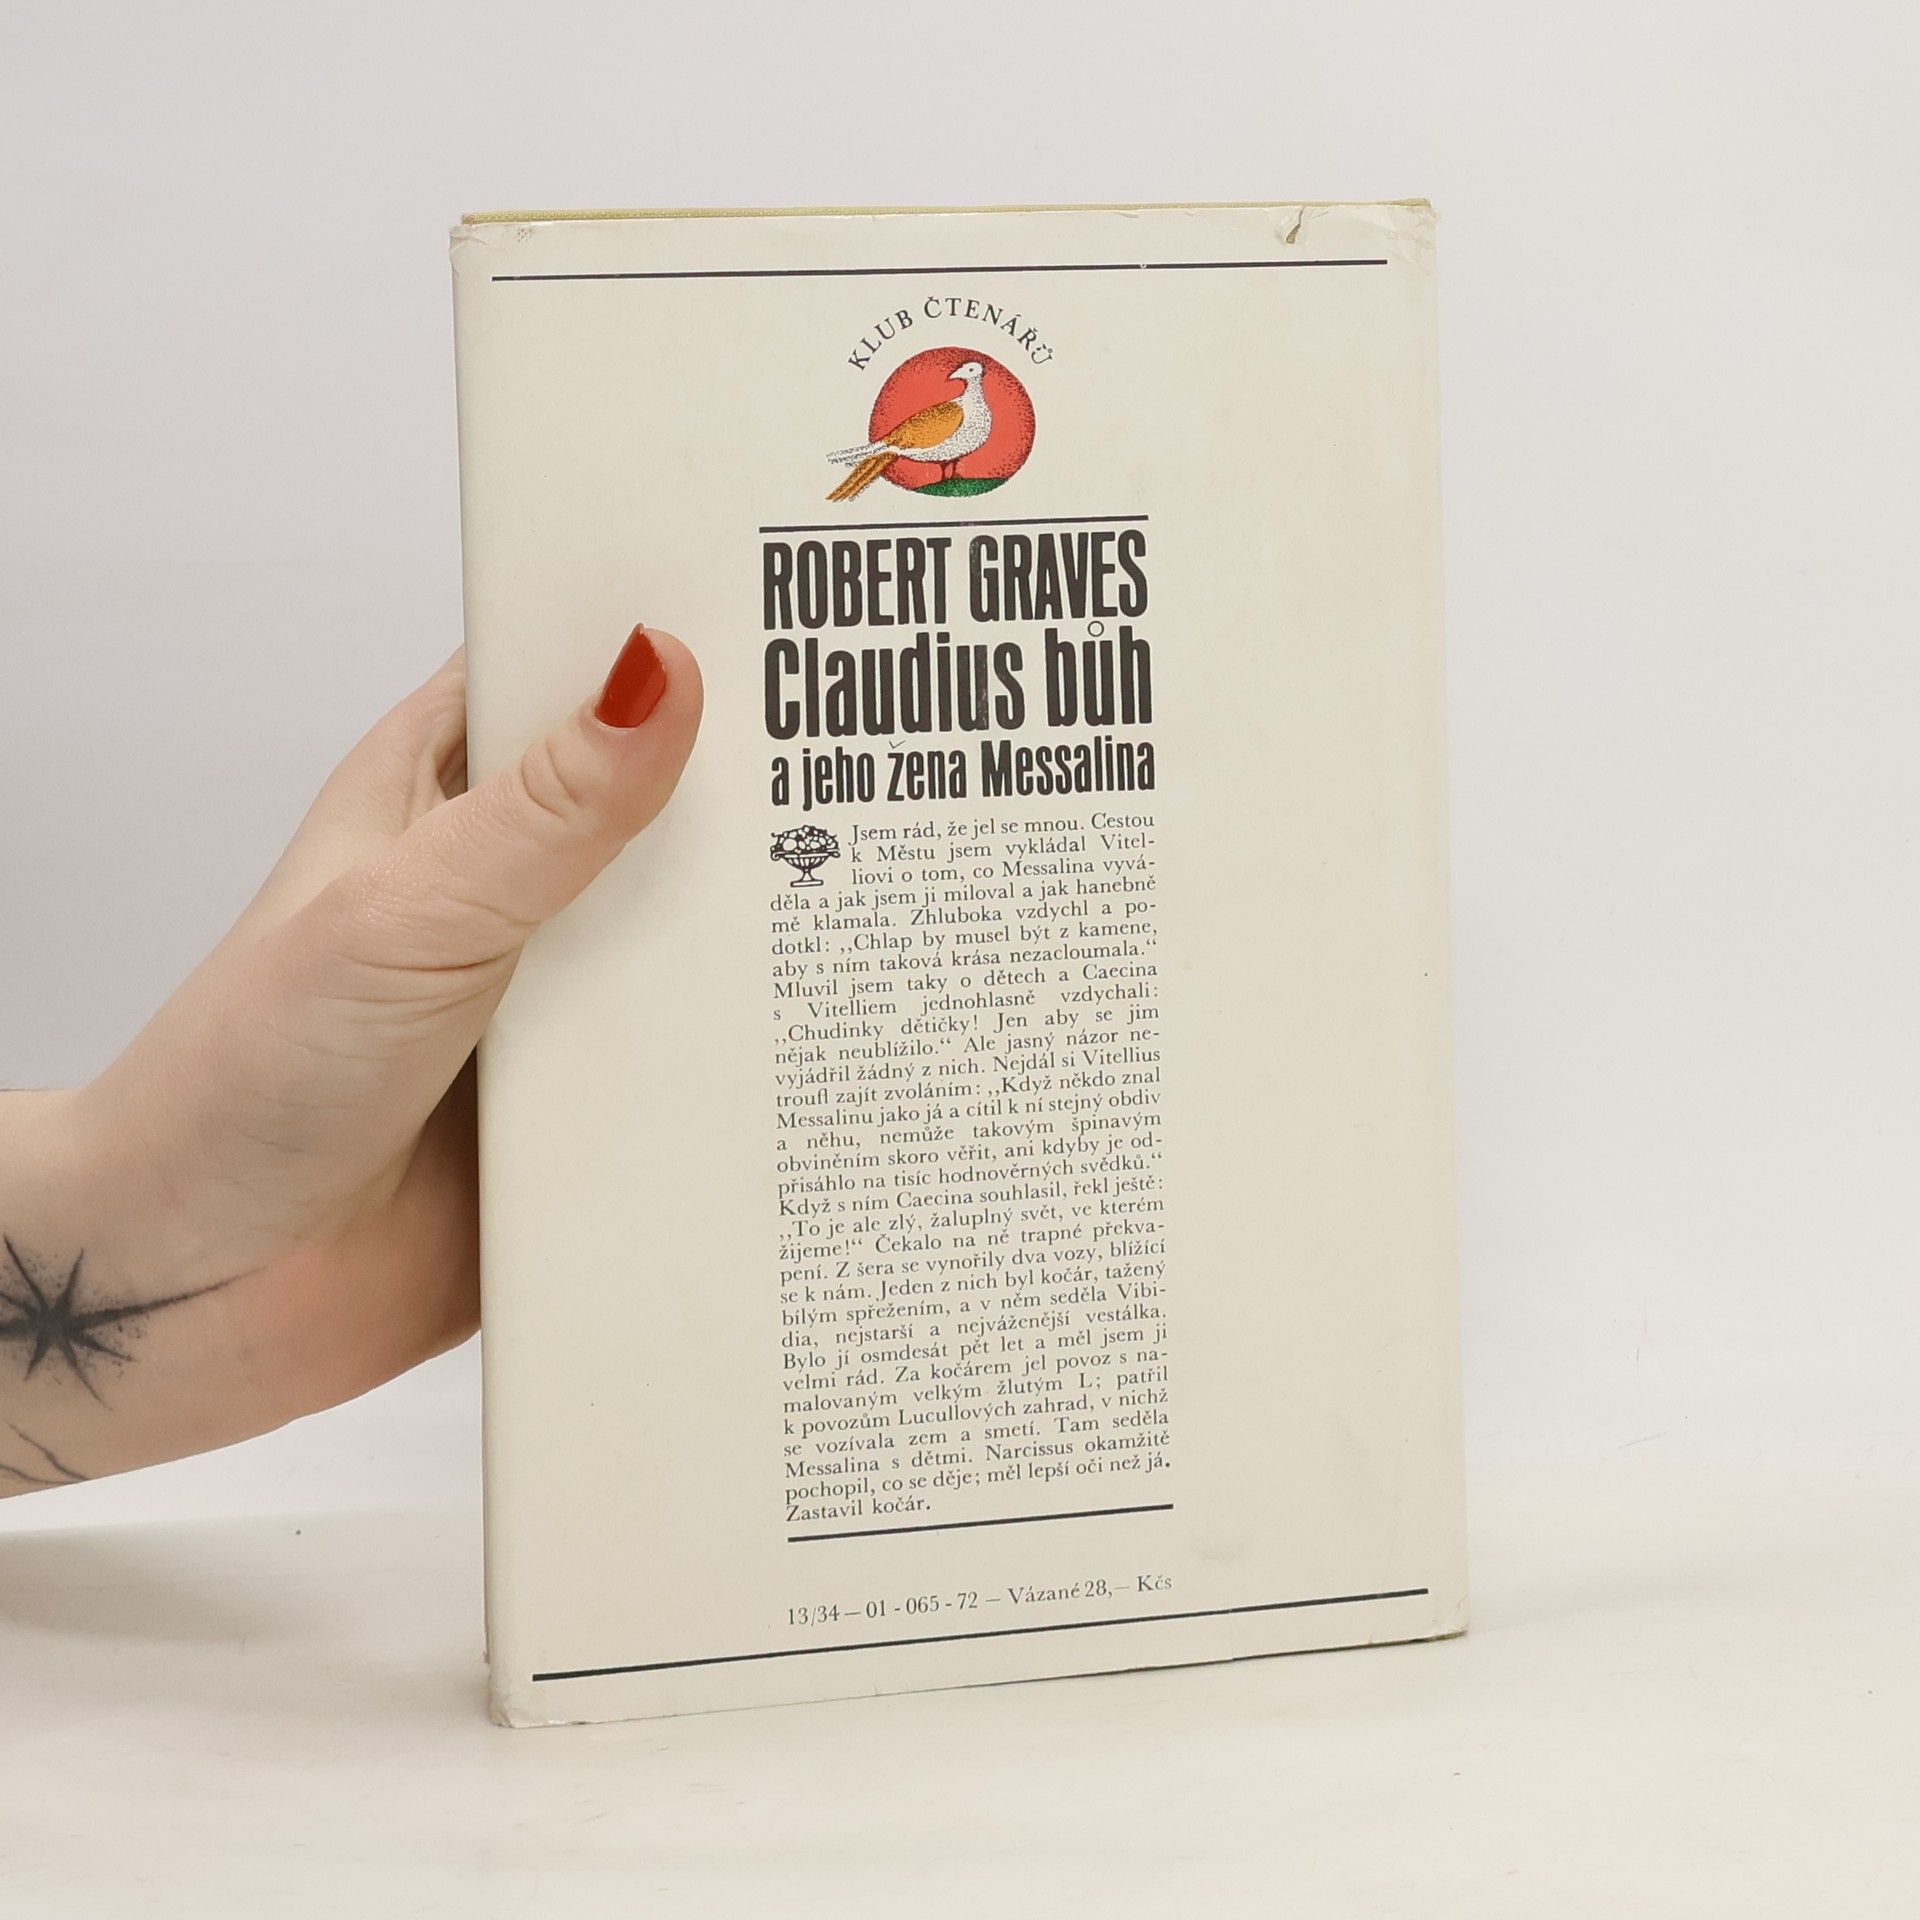 KLUB ČTENÁŘŮ
ROBERT GRAVES
Claudius bůh
a jeho žena Messalina
Jsem rád, že jel se mnou. Cestou
k Městu jsem vykládal Vitel-
liovi o tom, co Messalina vyvá-
děla a jak jsem ji miloval a jak hanebně
mě klamala. Zhluboka vzdychl a po-
dotkl: ,,Chlap by musel být z kamene,
aby s ním taková krása nezacloumala.“
Mluvil jsem taky o dětech a Caecina
s Vitelliem jednohlasně vzdychali:
,,Chudinky dětičky! Jen aby se jim
nějak neublížilo.“ Ale jasný názor ne-
vyjádřil žádný z nich. Nejdál si Vitellius
troufl zajít zvoláním: ,,Když někdo znal
Messalinu jako já a cítil k ní stejný obdiv
a něhu, nemůže takovým špinavým
obviněním skoro věřit, ani kdyby je od-
přisáhlo na tisíc hodnověrných svědků.“
Když s ním Caecina souhlasil, řekl ještě:
,,To je ale zlý, žaluplný svět, ve kterém
žijeme!“ Čekalo na ně trapné překva-
pení. Z šera se vynořily dva vozy, blížící
se k nám. Jeden z nich byl kočár, tažený
bílým spřežením, a v něm seděla Vibi-
dia, nejstarší a nejváženější vestálka.
Bylo jí osmdesát pět let a měl jsem ji
velmi rád. Za kočárem jel povoz s na-
malovaným velkým žlutým L; patřil
k povozům Lucullových zahrad, v nichž
se vozívala zem a smetí. Tam seděla
Messalina s dětmi. Narcissus okamžitě
pochopil, co se děje; měl lepší oči než já.
Zastavil kočár.
13/34 — 01 - 065 - 72 — Vázané 28,— Kčs